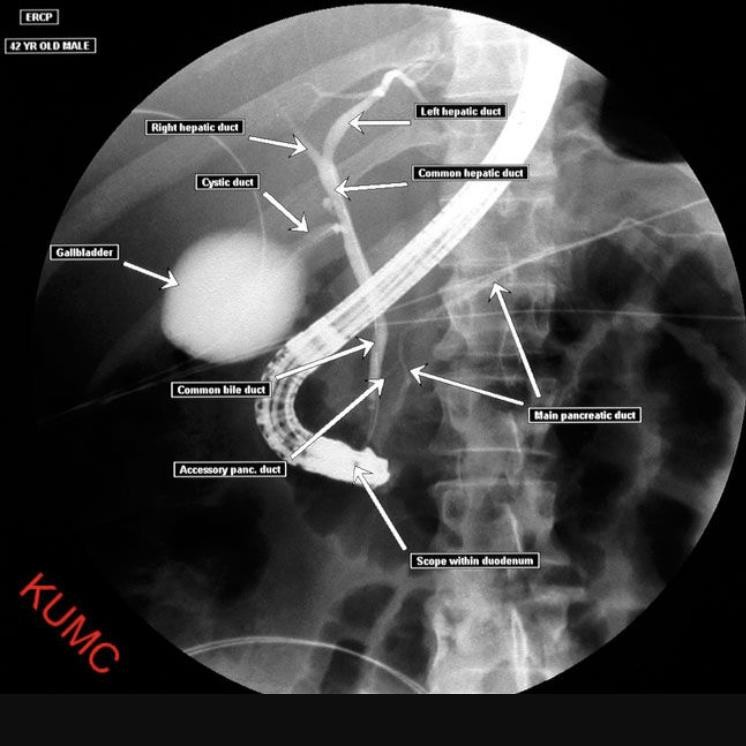 ERCP
42 YR OLD MALE
Left hepatic duct
Right hepatic duct
Common hepatic duct
Cystic duct
Gallbladder
Common bile duct
Main pancreatic duct
Accessory panc. duct
Scope within duodenum
KUMC